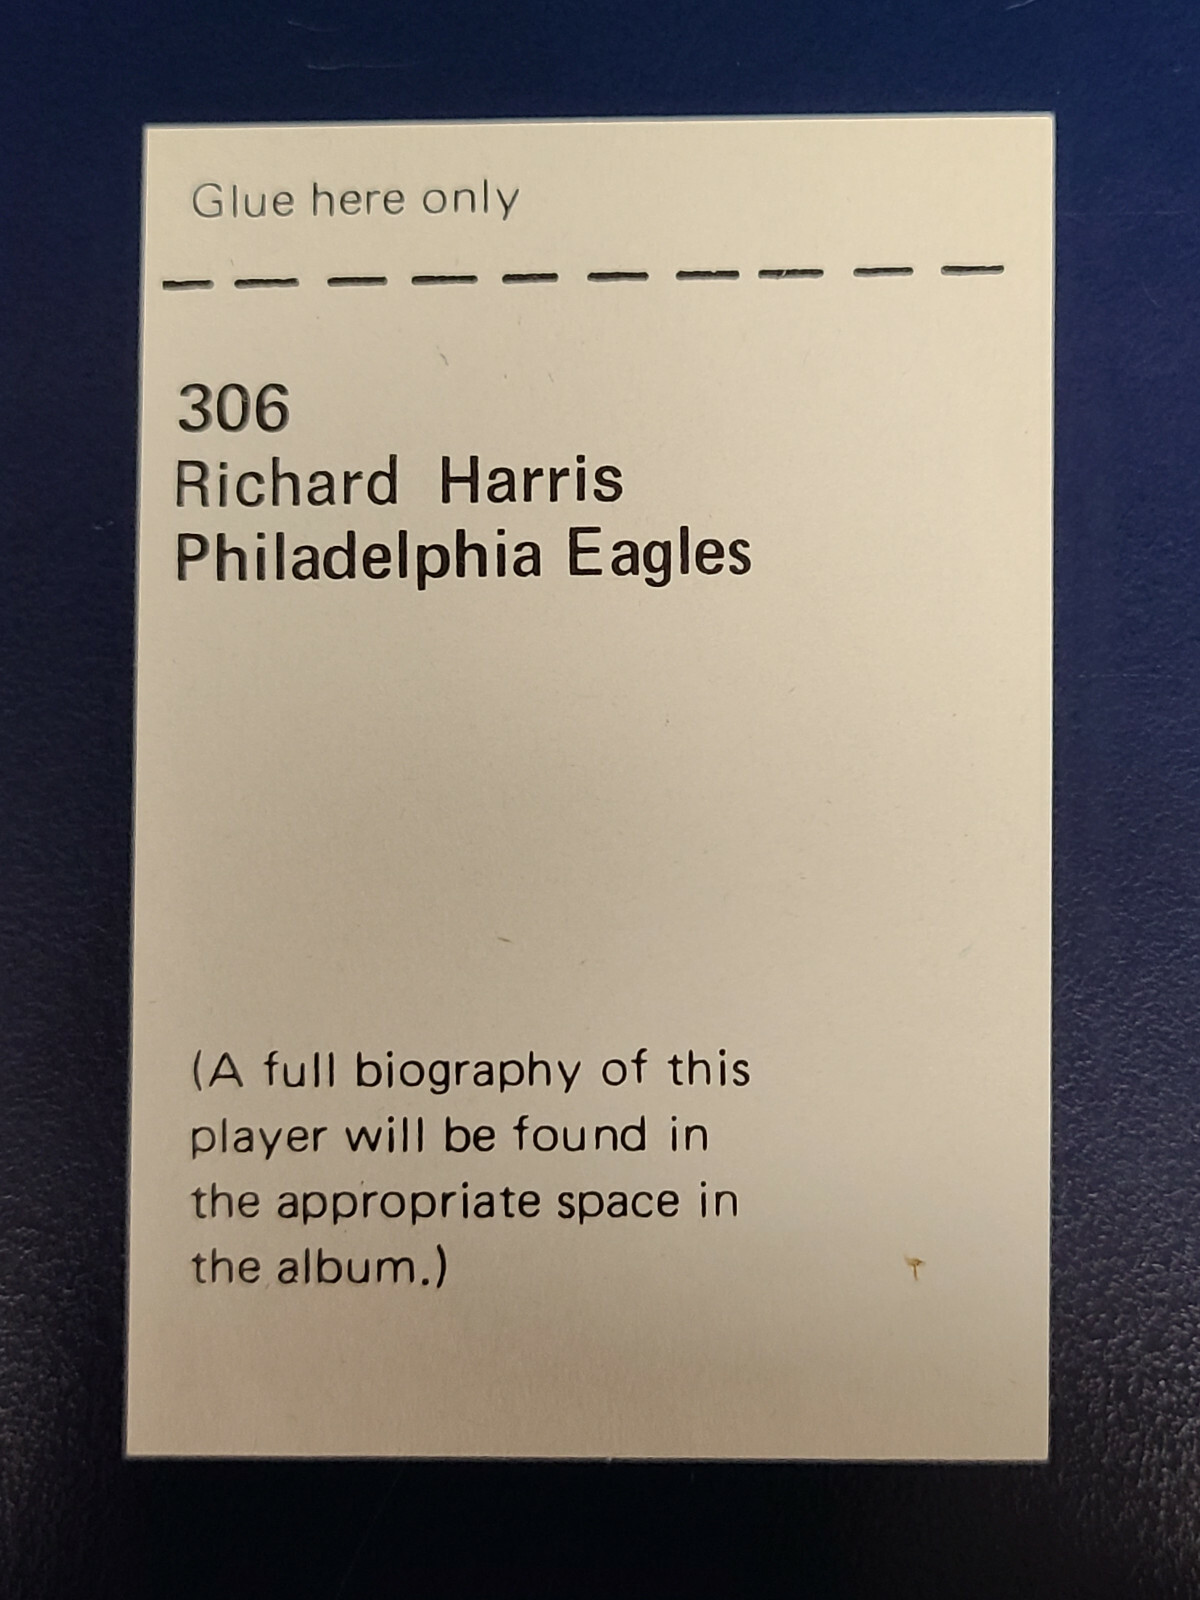 Glue here only
306
Richard Harris
Philadelphia Eagles
(A full biography of this
player will be found in
the appropriate space in
the album.)